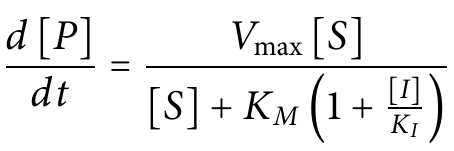 d [P] / dt = V_max [S] / ([S] + K_M (1 + [I] / K_I))